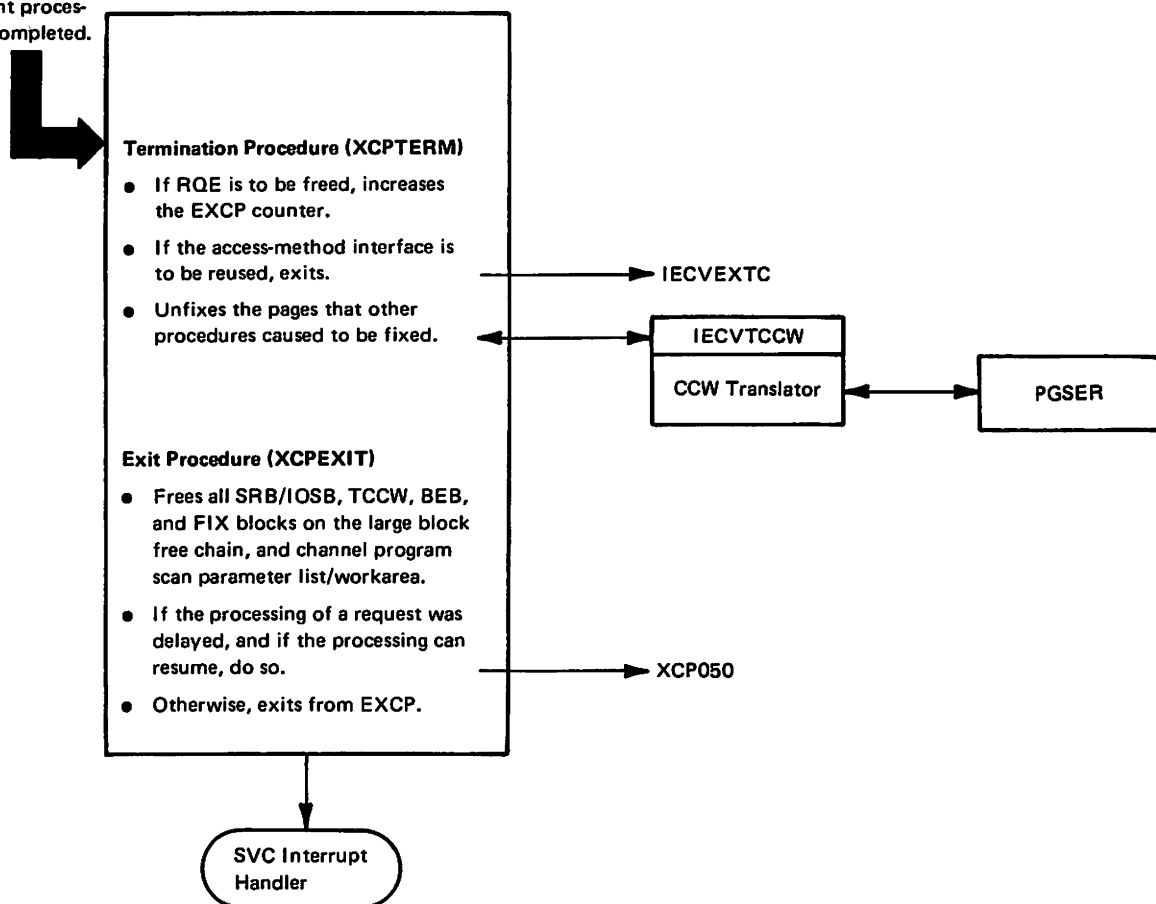 nt proces-
ompleted.
Termination Procedure (XCPTERM)
• If RQE is to be freed, increases
the EXCP counter.
• If the access-method interface is
to be reused, exits.
IECVEXTC
• Unfixes the pages that other
procedures caused to be fixed.
IECVTCCW
CCW Translator
PGSER
Exit Procedure (XCPEXIT)
• Frees all SRB/IOSB, TCCW, BEB,
and FIX blocks on the large block
free chain, and channel program
scan parameter list/workarea.
• If the processing of a request was
delayed, and if the processing can
resume, do so.
XCP050
• Otherwise, exits from EXCP.
SVC Interrupt
Handler